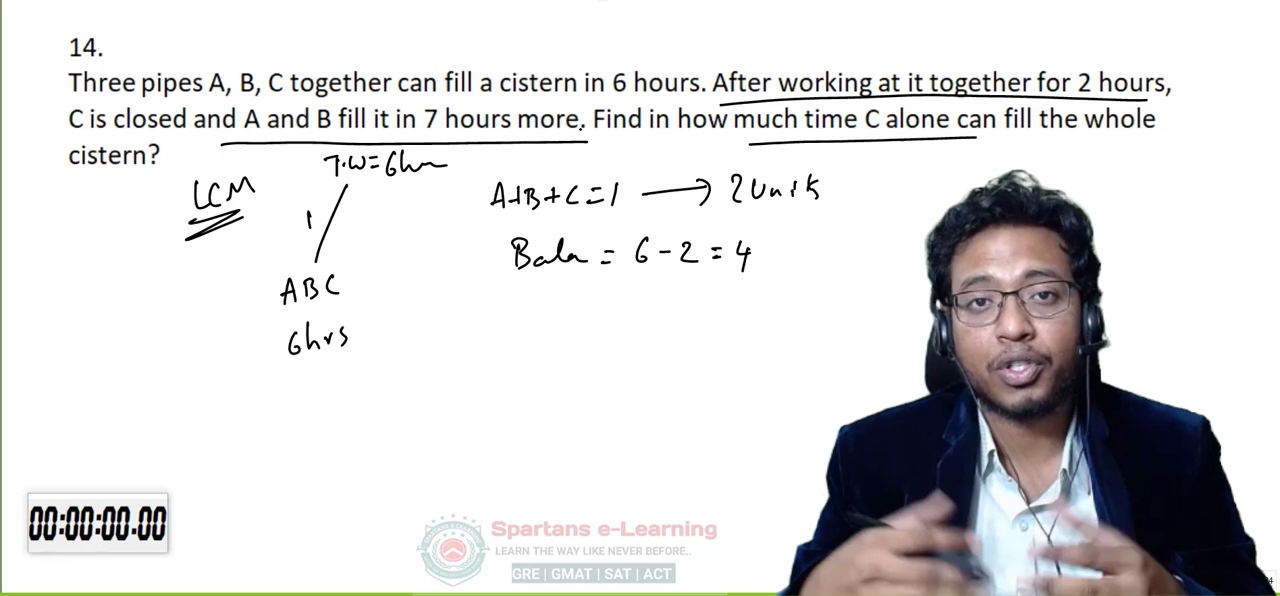 14.
Three pipes A, B, C together can fill a cistern in 6 hours. After working at it together for 2 hours,
C is closed and A and B fill it in 7 hours more. Find in how much time C alone can fill the whole
cistern?
LCM
T.W=6
1
A+B+C=1 → 2 Units
6-2=4
ABC
6hrs
00:00:00.00
Spartans e-Learning
LEARN THE WAY LIKE NEVER BEFORE..
GRE | GMAT | SAT | ACT